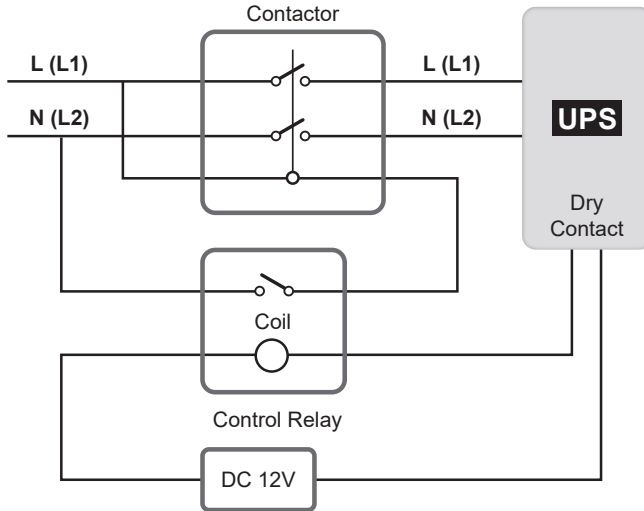 Contactor
L (L1)
L (L1)
N (L2)
N (L2)
UPS
Dry
Contact
Coil
Control Relay
DC 12V